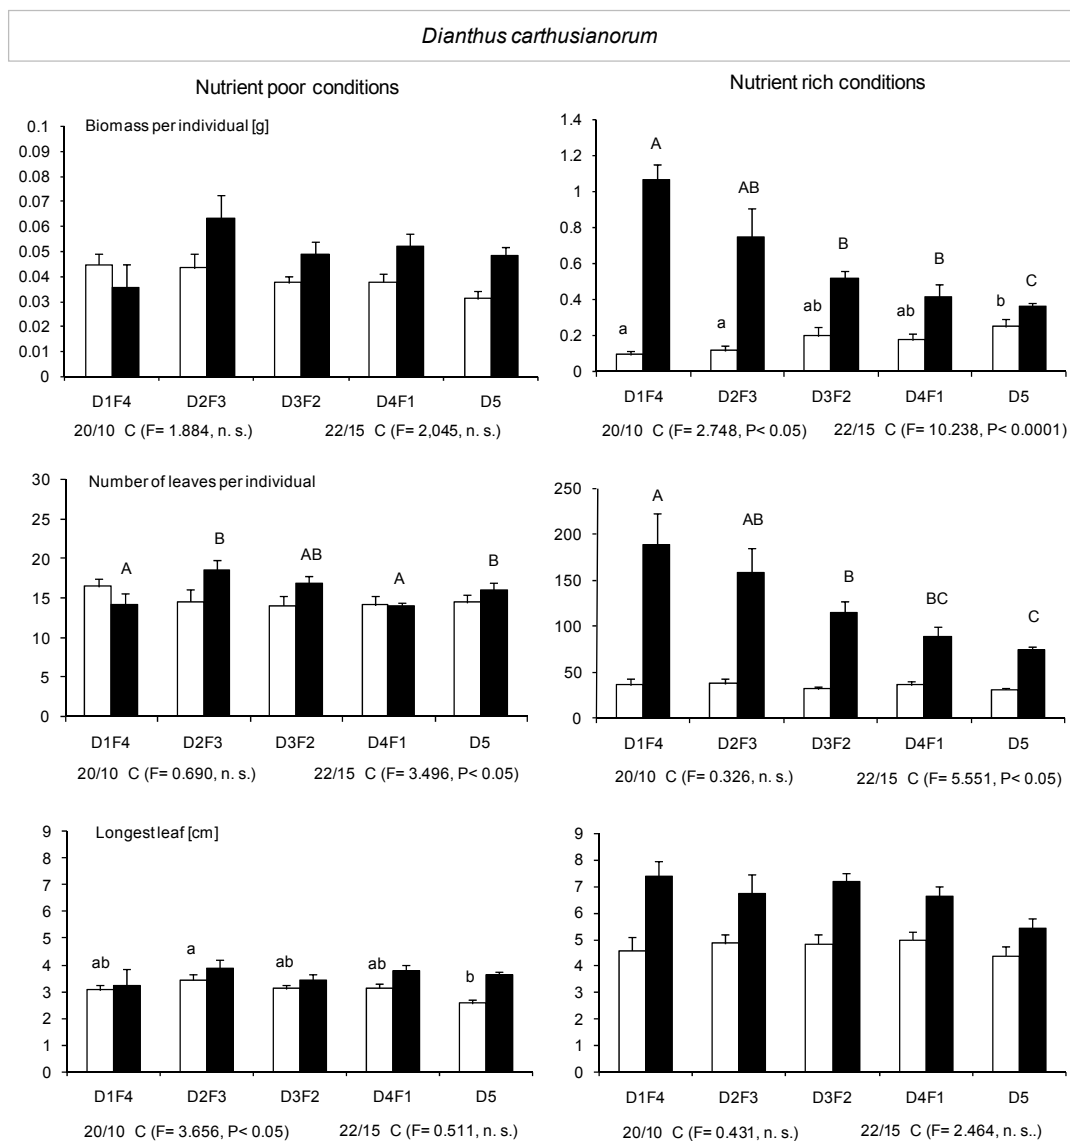 Dianthus carthusianorum
Nutrient poor conditions
Nutrient rich conditions
Biomass per individual [g]
0.1
0.09
0.08
0.07
0.06
0.05
0.04
0.03
0.02
0.01
0
D1F4 D2F3 D3F2 D4F1 D5
20/10 C (F= 1.884, n. s.) 22/15 C (F= 2,045, n. s.)
1.4
1.2
1
0.8
0.6
0.4
0.2
0
A
AB
B
B
C
a
a
ab
ab
b
D1F4 D2F3 D3F2 D4F1 D5
20/10 C (F= 2.748, P< 0.05) 22/15 C (F= 10.238, P< 0.0001)
Number of leaves per individual
30
25
20
15
10
5
0
A
B
AB
A
B
D1F4 D2F3 D3F2 D4F1 D5
20/10 C (F= 0.690, n. s.) 22/15 C (F= 3.496, P< 0.05)
250
200
150
100
50
0
A
AB
B
BC
C
D1F4 D2F3 D3F2 D4F1 D5
20/10 C (F= 0.326, n. s.) 22/15 C (F= 5.551, P< 0.05)
Longest leaf [cm]
9
8
7
6
5
4
3
2
1
0
ab
a
ab
ab
b
D1F4 D2F3 D3F2 D4F1 D5
20/10 C (F= 3.656, P< 0.05) 22/15 C (F= 0.511, n. s.)
9
8
7
6
5
4
3
2
1
0
D1F4 D2F3 D3F2 D4F1 D5
20/10 C (F= 0.431, n. s.) 22/15 C (F= 2.464, n. s..)